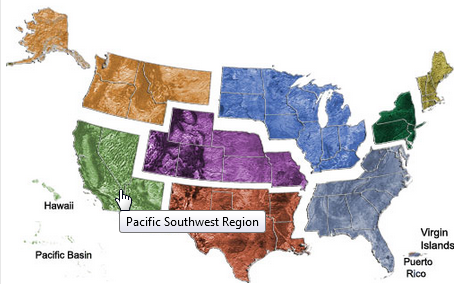 Hawaii
Pacific Southwest Region
Pacific Basin
Virgin
Islands
Puerto
Rico